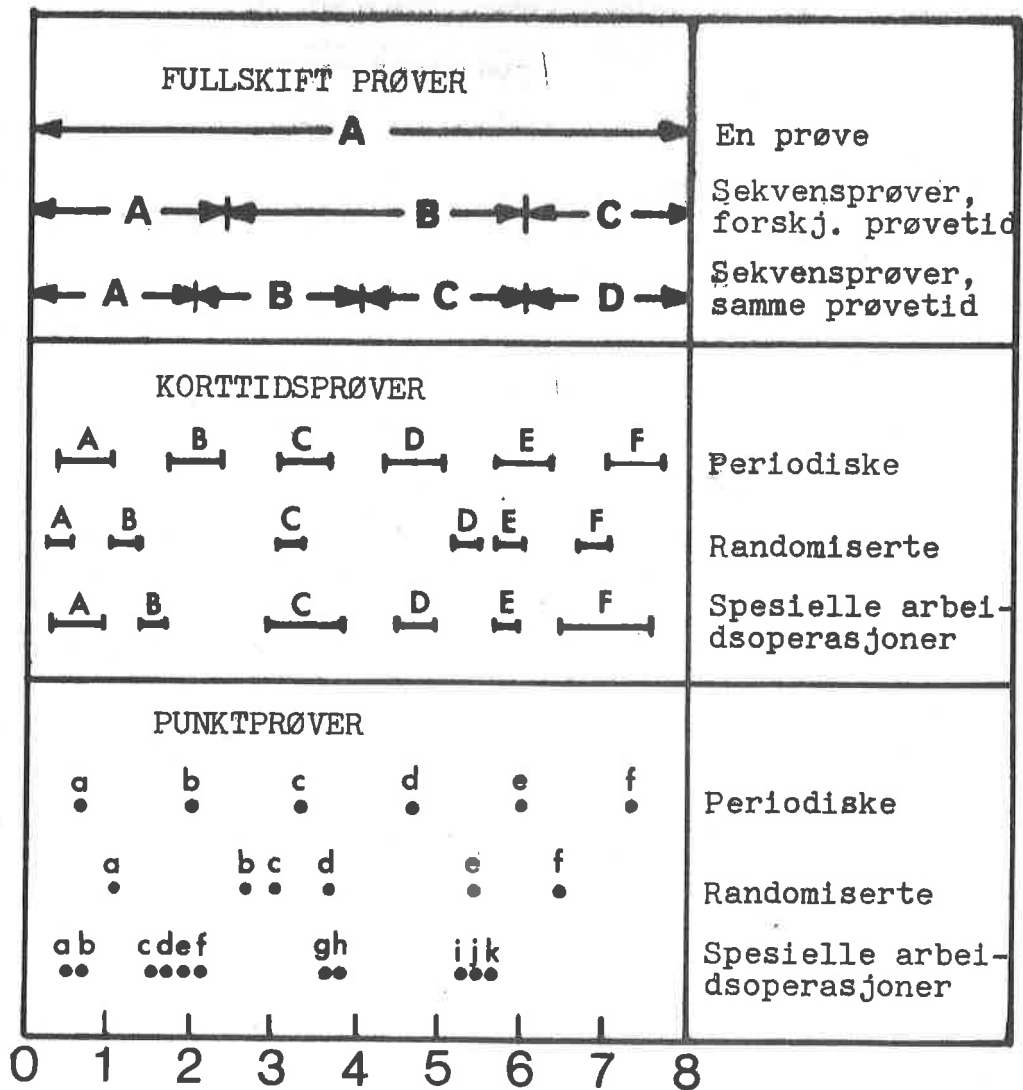 FULLSKIFT PRØVER
A
En prøve
A B C
Sekvensprøver,
forskj. prøvetid
A B C D
Sekvensprøver,
samme prøvetid
KORTTIDSPRØVER
A B C D E F
Periodiske
A B C D E F
Randomiserte
A B C D E F
Spesielle arbei-
dsoperasjoner
PUNKTPRØVER
a b c d e f
Periodiske
a b c d e f
Randomiserte
ab cdef gh ijk
Spesielle arbei-
dsoperasjoner
0 1 2 3 4 5 6 7 8